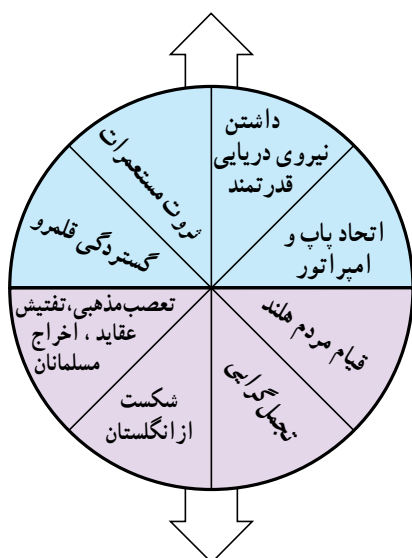 داشتن
نیروی دریایی
قدرتمند
اتحاد پاپ و
امپراتور
ثروت مستعمرات
گستردگی قلمرو
قیام مردم هلند
تجمل گرایی
شکست
از انگلستان
تعصب مذهبی، تفتیش
عقاید ، اخراج
مسلمانان